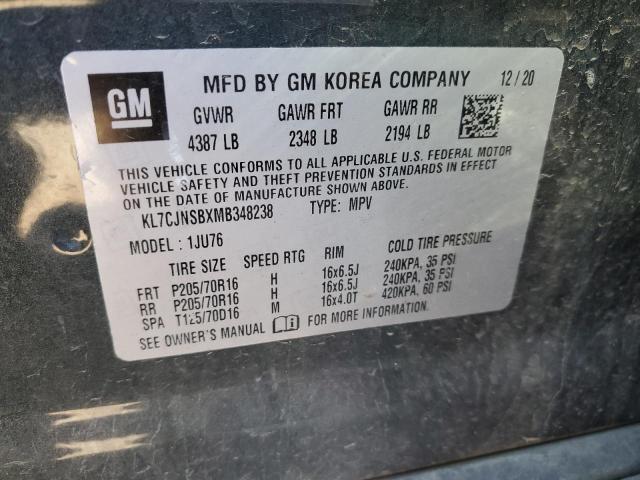 GM
MFD BY GM KOREA COMPANY 12/20
GVWR GAWR FRT GAWR RR
4387 LB 2348 LB 2194 LB
THIS VEHICLE CONFORMS TO ALL APPLICABLE U.S. FEDERAL MOTOR
VEHICLE SAFETY AND THEFT PREVENTION STANDARDS IN EFFECT
ON THE DATE OF MANUFACTURE SHOWN ABOVE.
KL7CJNSBXMB348238 TYPE: MPV
MODEL : 1JU76
TIRE SIZE SPEED RTG RIM COLD TIRE PRESSURE
FRT P205/70R16 H 16x6.5J 240KPA, 35 PSI
RR P205/70R16 H 16x6.5J 240KPA, 35 PSI
SPA T125/70D16 M 16x4.0T 420KPA, 60 PSI
SEE OWNER'S MANUAL FOR MORE INFORMATION.